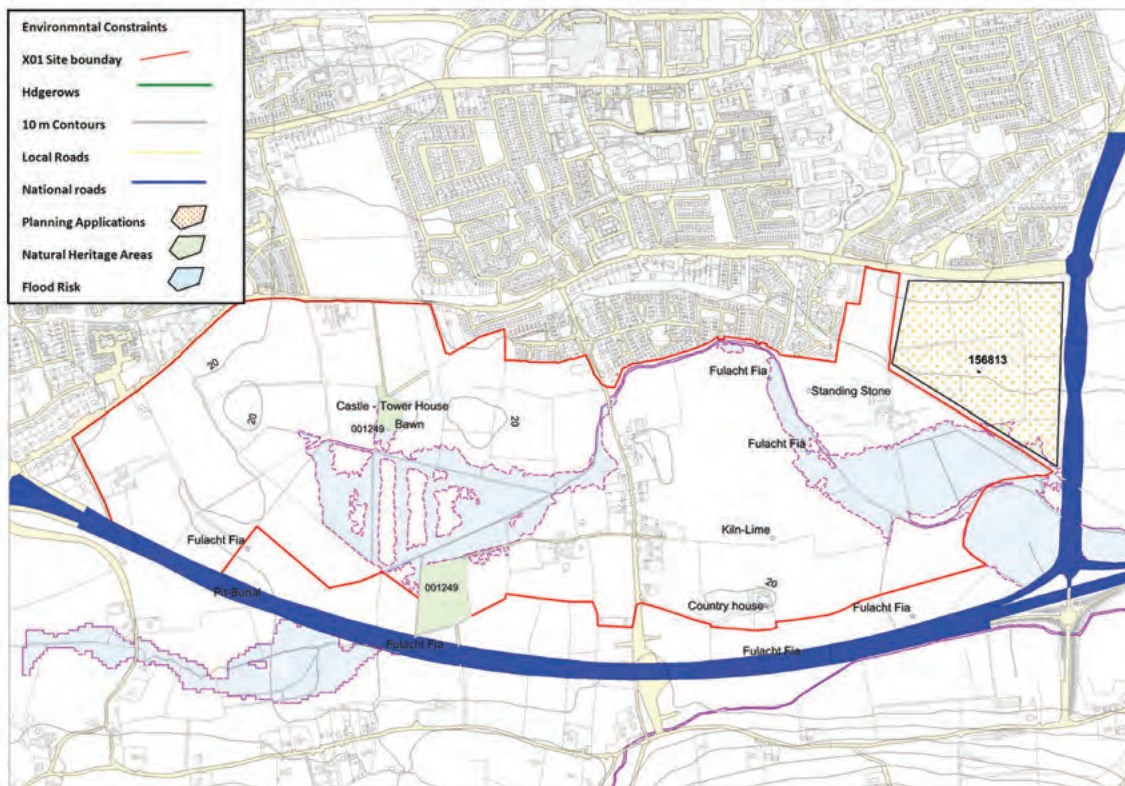 Environmntal Constraints
X01 Site bounday
Hdgerows
10 m Contours
Local Roads
National roads
Planning Applications
Natural Heritage Areas
Flood Risk
156813
20
Fulacht Fia
Standing Stone
20
Castle - Tower House
20
001249
Bawn
Fulacht Fia
Kiln-Lime
Fulacht Fia
001249
20
Pit-Burial
Country house
Fulacht Fia
Fulacht Fia
Fulacht Fia